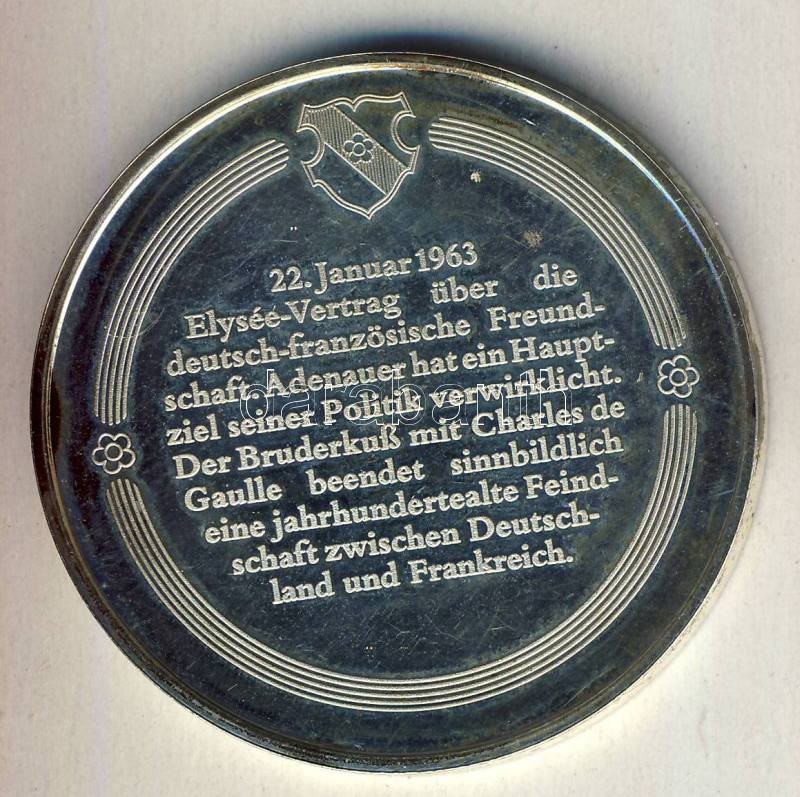 22. Januar 1963
Elysée-Vertrag über die
deutsch-französische Freund-
schaft. Adenauer hat ein Haupt-
ziel seiner Politik verwirklicht.
Der Bruderkuß mit Charles de
Gaulle beendet sinnbildlich
eine jahrhundertealte Feind-
schaft zwischen Deutsch-
land und Frankreich.
darabanth